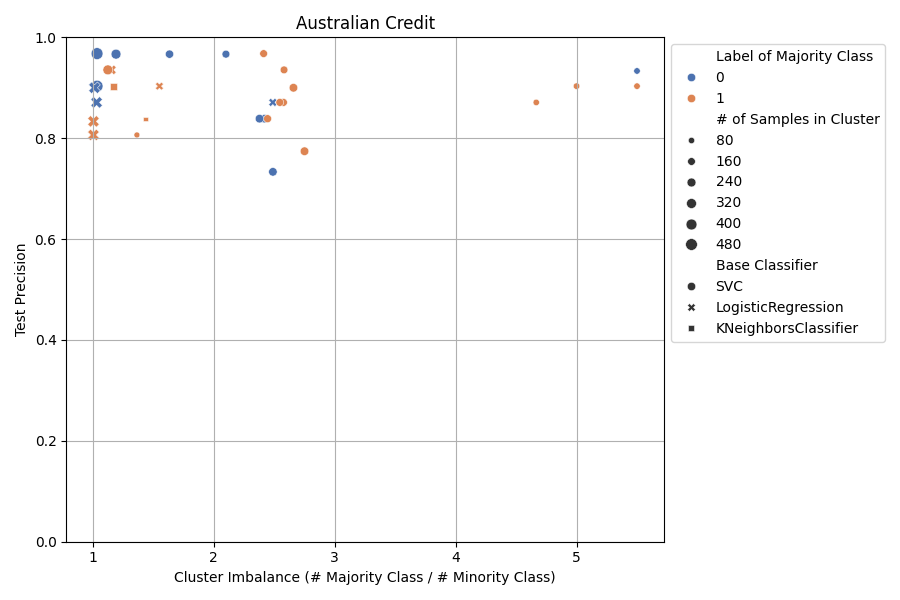 Australian Credit
1.0
0.8
0.6
0.4
0.2
0.0
Test Precision
1
2
3
4
5
Cluster Imbalance (# Majority Class / # Minority Class)
Label of Majority Class
0
1
# of Samples in Cluster
80
160
240
320
400
480
Base Classifier
SVC
LogisticRegression
KNeighborsClassifier